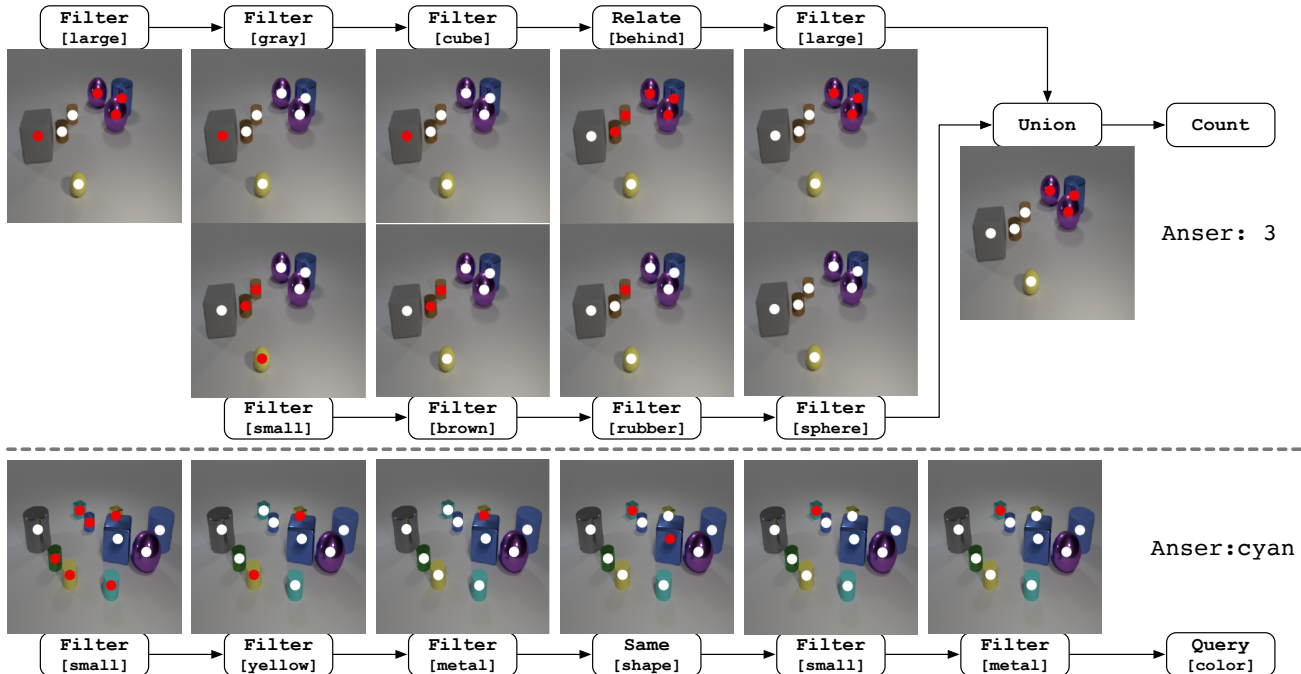 Filter
[large]
Filter
[gray]
Filter
[cube]
Relate
[behind]
Filter
[large]
Union
Count
Anser: 3
Filter
[small]
Filter
[brown]
Filter
[rubber]
Filter
[sphere]
Anser:cyan
Filter
[small]
Filter
[yellow]
Filter
[metal]
Same
[shape]
Filter
[small]
Filter
[metal]
Query
[color]